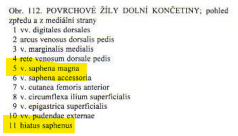 Obr. 112. POVRCHOVÉ ŽÍLY DOLNÍ KONČETINY; pohled
zpředu a z mediální strany
1 vv. digitales dorsales
2 arcus venosus dorsalis pedis
3 v. marginalis medialis
4 rete venosum dorsale pedis
5 v. saphena magna
6 v. saphena accessoria
7 v. cutanea femoris anterior
8 v. circumflexa ilium superficialis
9 v. epigastrica superficialis
10 vv. pudendae externae
11 hiatus saphenus